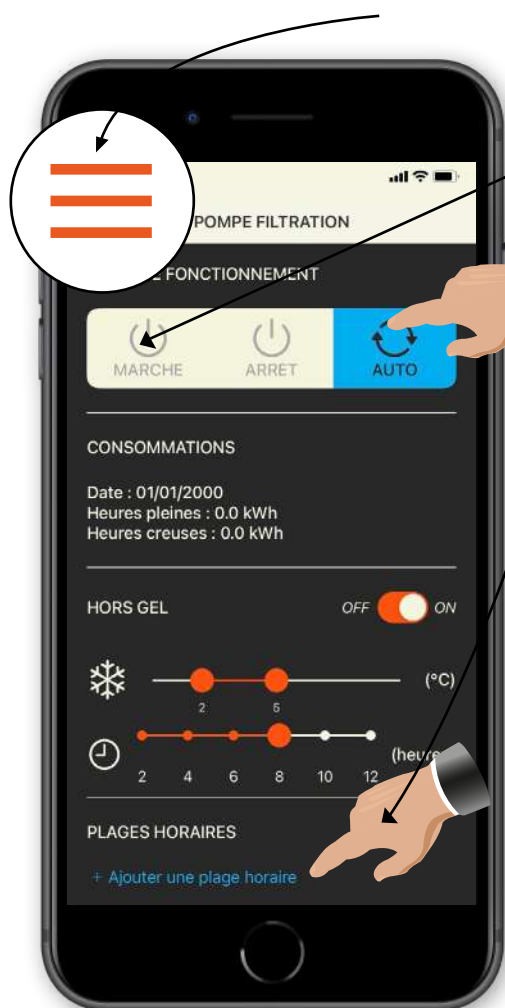 POMPE FILTRATION
FONCTIONNEMENT
MARCHE ARRET AUTO
CONSOMMATIONS
Date : 01/01/2000
Heures pleines : 0.0 kWh
Heures creuses : 0.0 kWh
HORS GEL OFF ON
(°C)
2 5
2 4 6 8 10 12
PLAGES HORAIRES
+ Ajouter une plage horaire